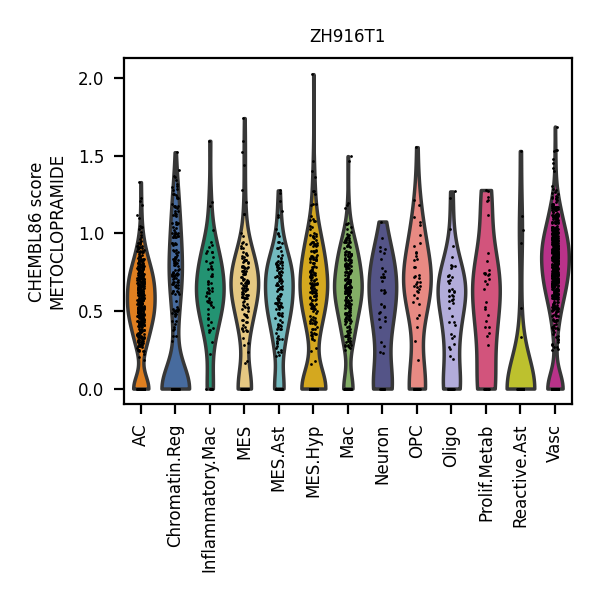 ZH916T1
CHEMBL86 score
METOCLOPRAMIDE
2.0
1.5
1.0
0.5
0.0
AC
Chromatin.Reg
Inflammatory.Mac
MES
MES.Ast
MES.Hyp
Mac
Neuron
OPC
Oligo
Prolif.Metab
Reactive.Ast
Vasc